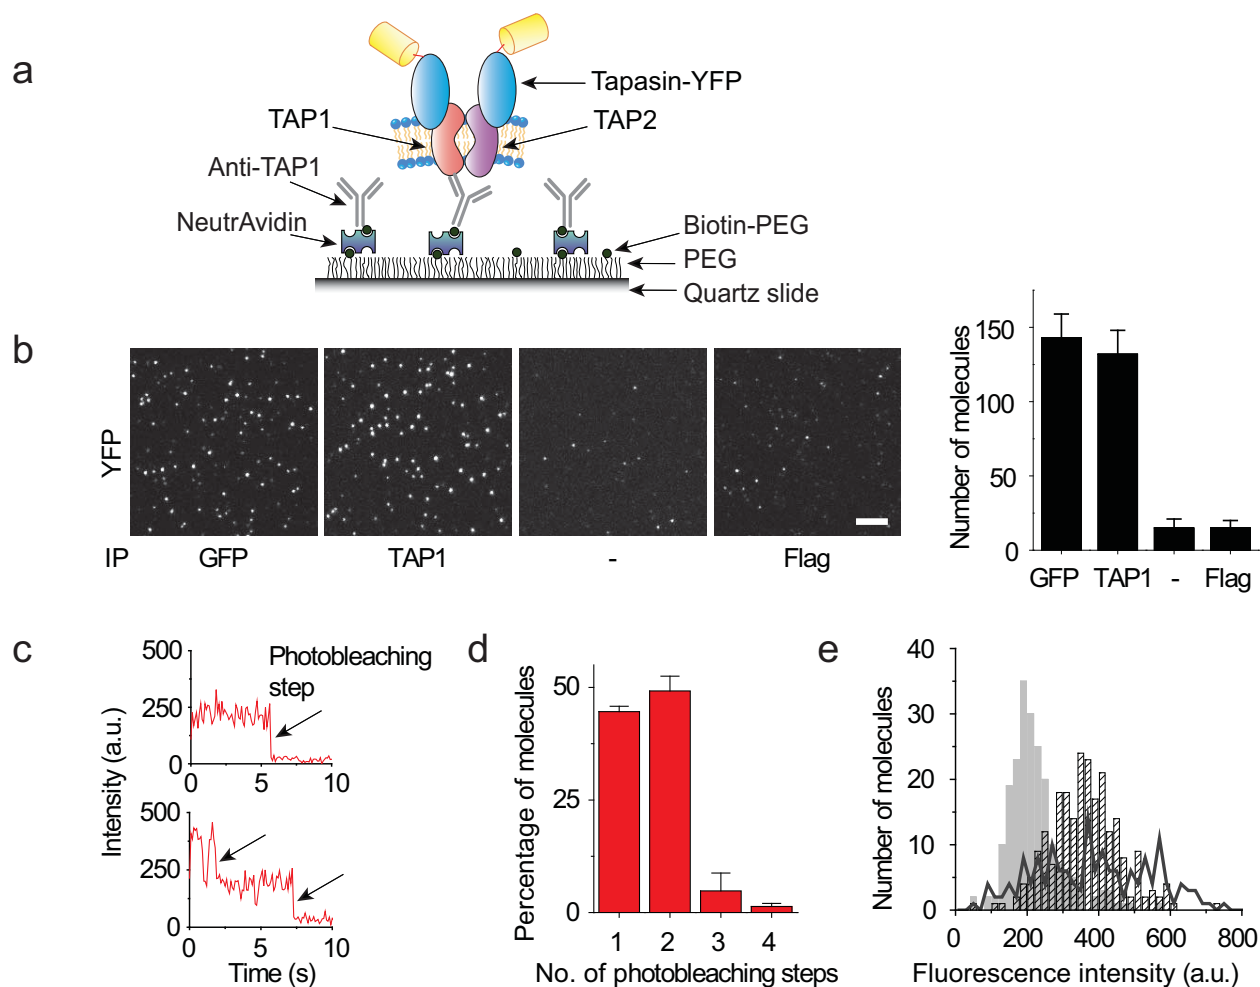 a
Tapasin-YFP
TAP1
TAP2
Anti-TAP1
NeutrAvidin
Biotin-PEG
PEG
Quartz slide
b
YFP
IP GFP TAP1 - Flag
Number of molecules
150
100
50
0
GFP TAP1 - Flag
c
Intensity (a.u.)
500
250
0
0 5 10
Photobleaching
step
500
250
0
0 5 10
Time (s)
d
Percentage of molecules
50
25
0
1 2 3 4
No. of photobleaching steps
e
Number of molecules
40
30
20
10
0
0 200 400 600 800
Fluorescence intensity (a.u.)